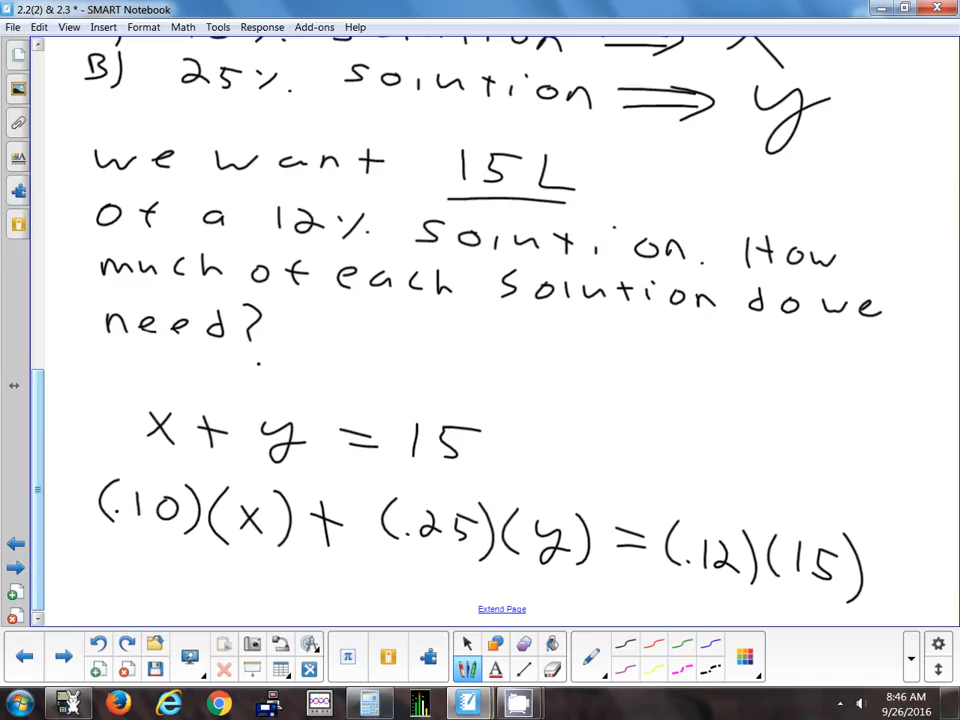 2.2(2) & 2.3 * - SMART Notebook
File Edit View Insert Format Math Tools Response Add-ons Help
solution ⟹ x
B) 25% solution ⟹ y
we want 15L
of a 12% solution. How
much of each solution do we
need?
x + y = 15
(.10)(x) + (.25)(y) = (.12)(15)
Extend Page
8:46 AM
9/26/2016